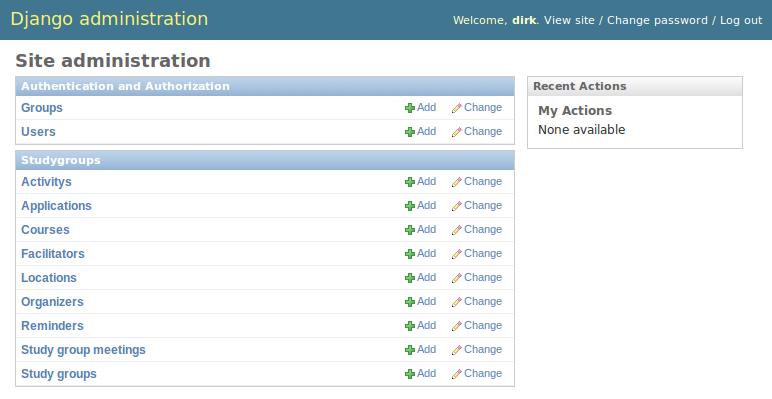 Django administration
Welcome, dirk. View site / Change password / Log out
Site administration
Authentication and Authorization
Groups Add Change
Users Add Change
Studygroups
Activitys Add Change
Applications Add Change
Courses Add Change
Facilitators Add Change
Locations Add Change
Organizers Add Change
Reminders Add Change
Study group meetings Add Change
Study groups Add Change
Recent Actions
My Actions
None available